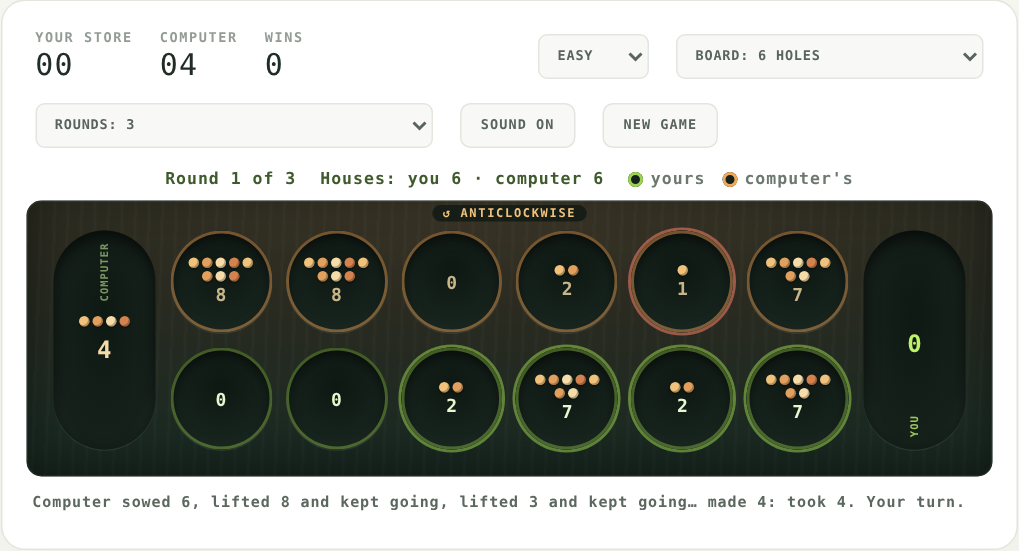 YOUR STORE COMPUTER WINS
00 04 0
EASY
BOARD: 6 HOLES
ROUNDS: 3
SOUND ON
NEW GAME
Round 1 of 3 Houses: you 6 · computer 6 yours computer's
↺ ANTICLOCKWISE
COMPUTER
4
8 8 0 2 1 7
0 0 2 7 2 7
0
YOU
Computer sowed 6, lifted 8 and kept going, lifted 3 and kept going… made 4: took 4. Your turn.